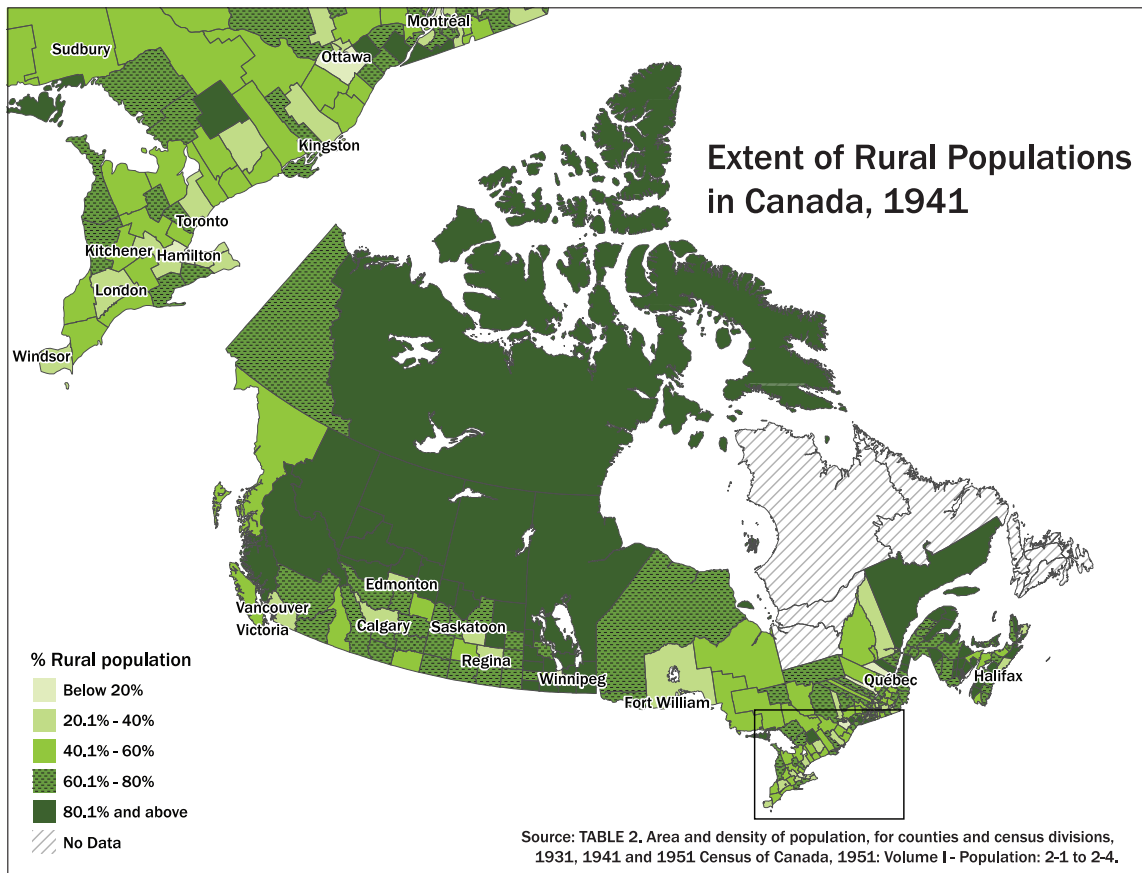 Extent of Rural Populations
in Canada, 1941
Montréal
Sudbury
Ottawa
Kingston
Toronto
Kitchener
Hamilton
London
Windsor
Edmonton
Vancouver
Victoria
Calgary
Saskatoon
Regina
Winnipeg
Fort William
Québec
Halifax
% Rural population
Below 20%
20.1% - 40%
40.1% - 60%
60.1% - 80%
80.1% and above
No Data
Source: TABLE 2. Area and density of population, for counties and census divisions,
1931, 1941 and 1951 Census of Canada, 1951: Volume I - Population: 2-1 to 2-4.